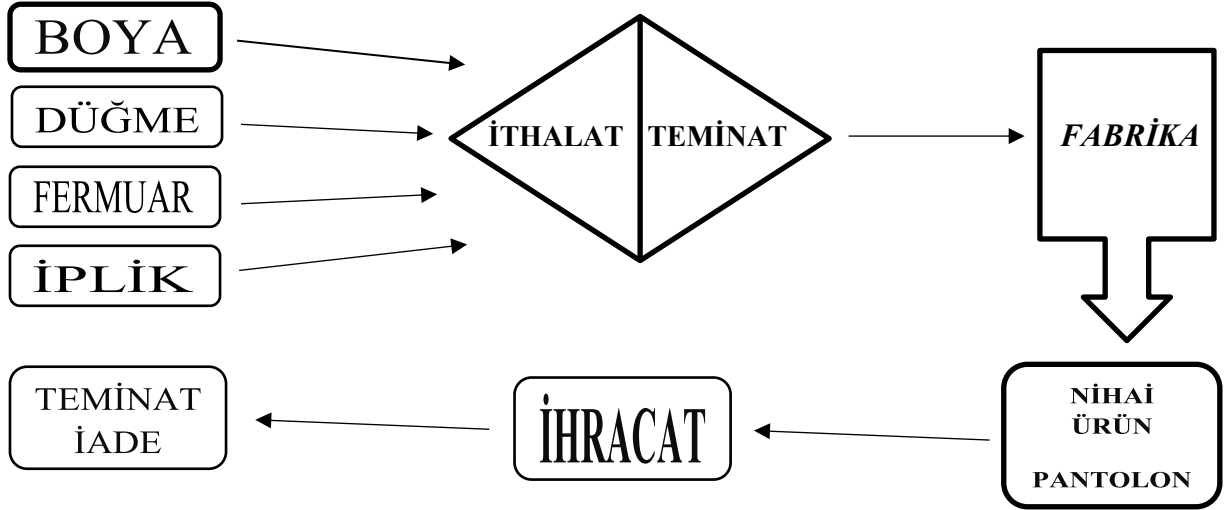 BOYA
DÜĞME
FERMUAR
İPLİK
İTHALAT TEMİNAT
FABRİKA
NİHAİ
ÜRÜN
PANTOLON
İHRACAT
TEMİNAT
İADE